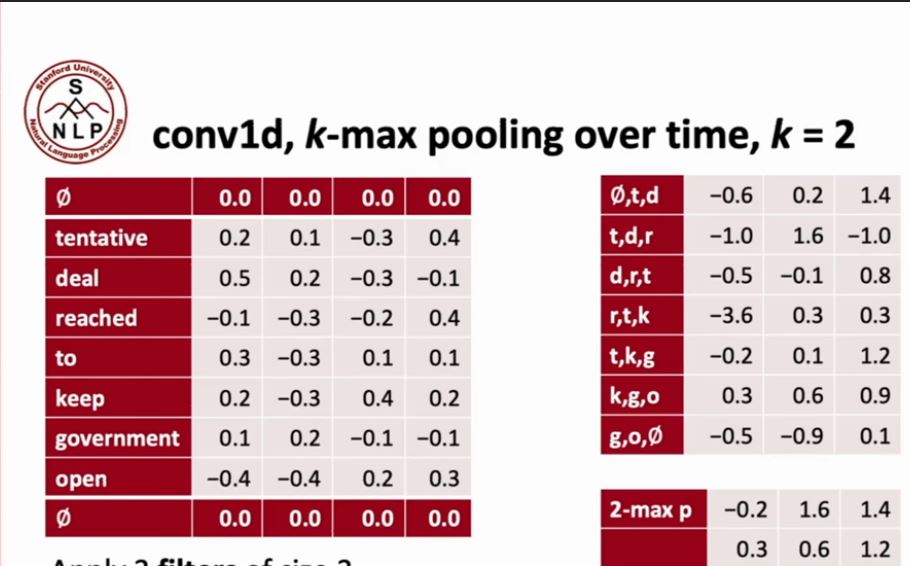 Stanford University
S
NLP
Natural Language Processing
conv1d, k-max pooling over time, k = 2
Ø 0.0 0.0 0.0 0.0
tentative 0.2 0.1 −0.3 0.4
deal 0.5 0.2 −0.3 −0.1
reached −0.1 −0.3 −0.2 0.4
to 0.3 −0.3 0.1 0.1
keep 0.2 −0.3 0.4 0.2
government 0.1 0.2 −0.1 −0.1
open −0.4 −0.4 0.2 0.3
Ø 0.0 0.0 0.0 0.0
Ø,t,d −0.6 0.2 1.4
t,d,r −1.0 1.6 −1.0
d,r,t −0.5 −0.1 0.8
r,t,k −3.6 0.3 0.3
t,k,g −0.2 0.1 1.2
k,g,o 0.3 0.6 0.9
g,o,Ø −0.5 −0.9 0.1
2-max p −0.2 1.6 1.4
0.3 0.6 1.2